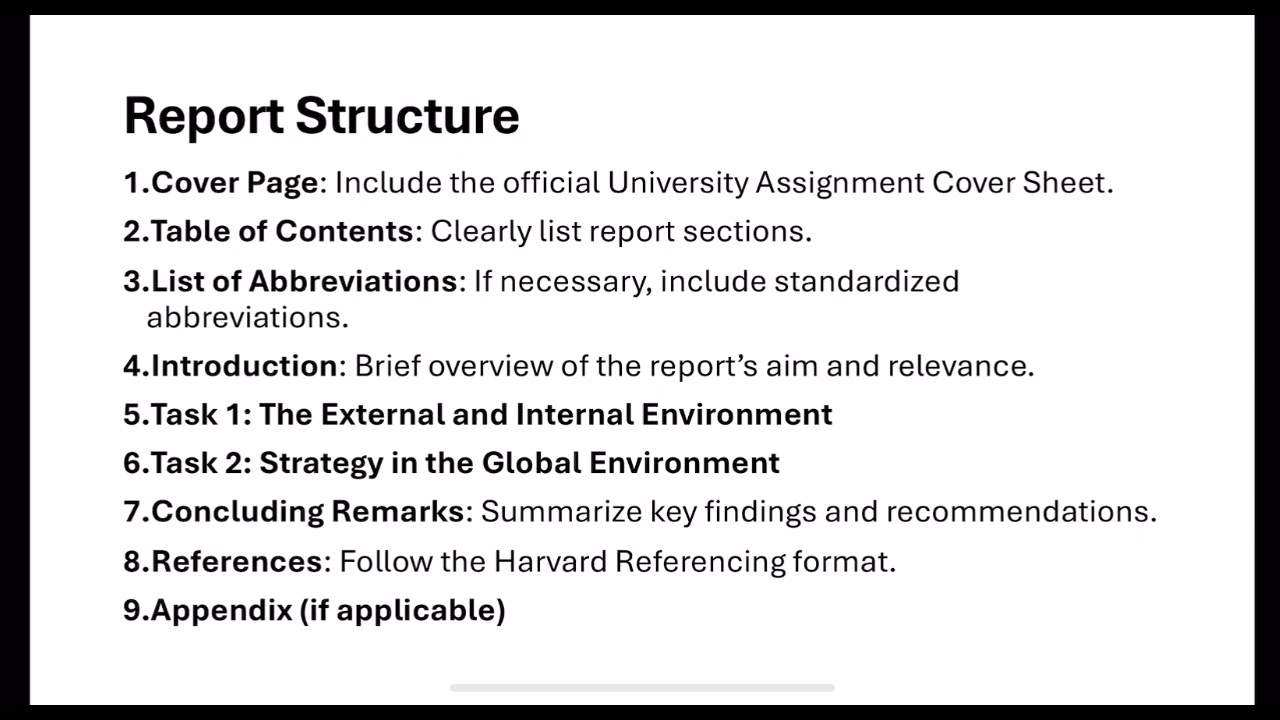 Report Structure
1.Cover Page: Include the official University Assignment Cover Sheet.
2.Table of Contents: Clearly list report sections.
3.List of Abbreviations: If necessary, include standardized
abbreviations.
4.Introduction: Brief overview of the report’s aim and relevance.
5.Task 1: The External and Internal Environment
6.Task 2: Strategy in the Global Environment
7.Concluding Remarks: Summarize key findings and recommendations.
8.References: Follow the Harvard Referencing format.
9.Appendix (if applicable)